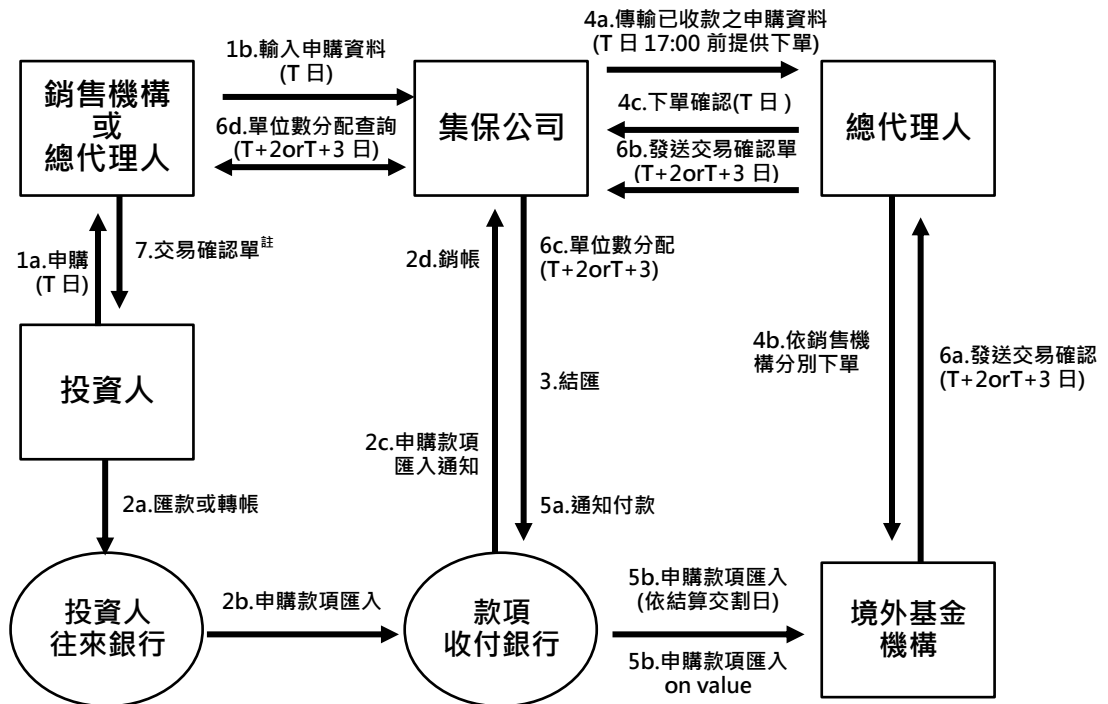 4a.傳輸已收款之申購資料
(T 日 17:00 前提供下單)
1b.輸入申購資料
(T 日)
銷售機構
或
總代理人
集保公司
總代理人
4c.下單確認(T 日 )
6d.單位數分配查詢
(T+2orT+3 日)
6b.發送交易確認單
(T+2orT+3 日)
1a.申購
(T 日)
7.交易確認單註
2d.銷帳
6c.單位數分配
(T+2orT+3)
4b.依銷售機
構分別下單
6a.發送交易確認
(T+2orT+3 日)
投資人
3.結匯
2c.申購款項
匯入通知
2a.匯款或轉帳
5a.通知付款
投資人
往來銀行
2b.申購款項匯入
款項
收付銀行
5b.申購款項匯入
(依結算交割日)
5b.申購款項匯入
on value
境外基金
機構